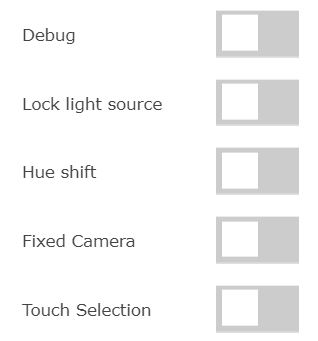 Debug
Lock light source
Hue shift
Fixed Camera
Touch Selection